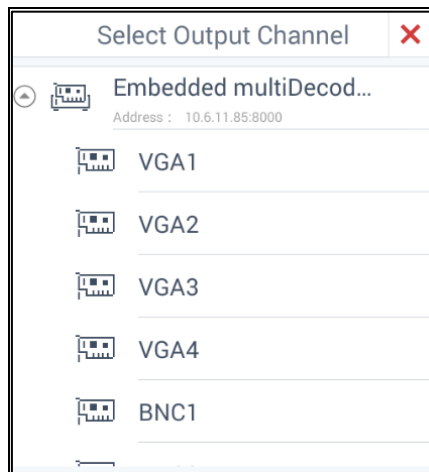 Select Output Channel
Embedded multiDecod...
Address : 10.6.11.85:8000
VGA1
VGA2
VGA3
VGA4
BNC1